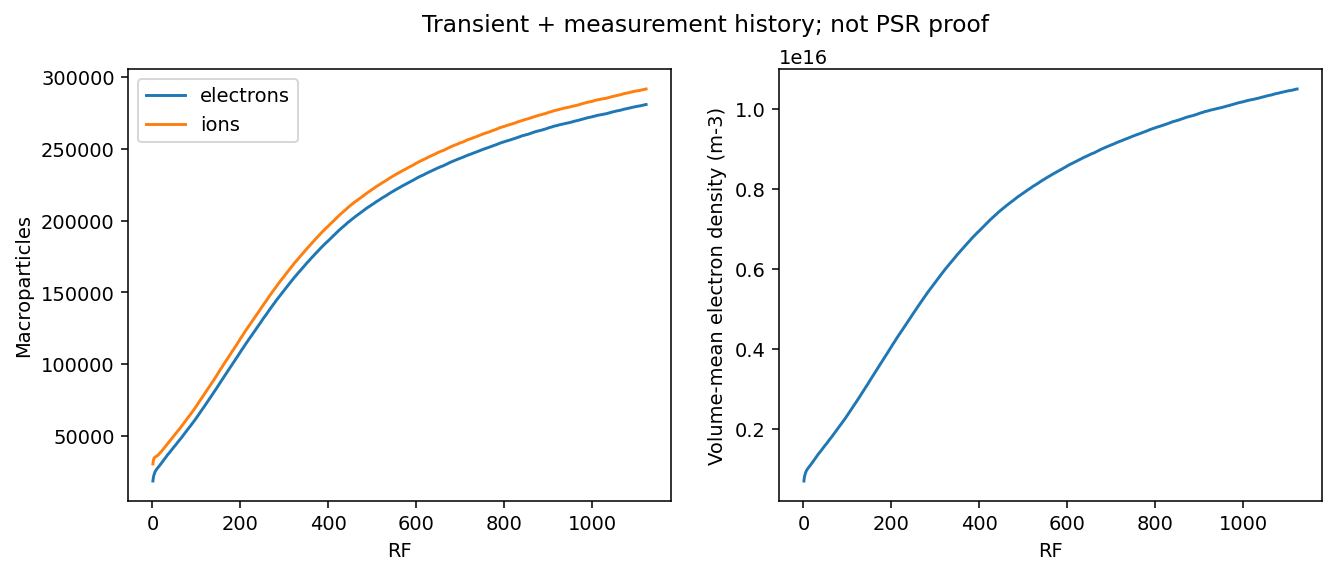 Transient + measurement history; not PSR proof
electrons
ions
Macroparticles
300000
250000
200000
150000
100000
50000
0
200
400
600
800
1000
RF
1e16
Volume-mean electron density (m-3)
1.0
0.8
0.6
0.4
0.2
0
200
400
600
800
1000
RF